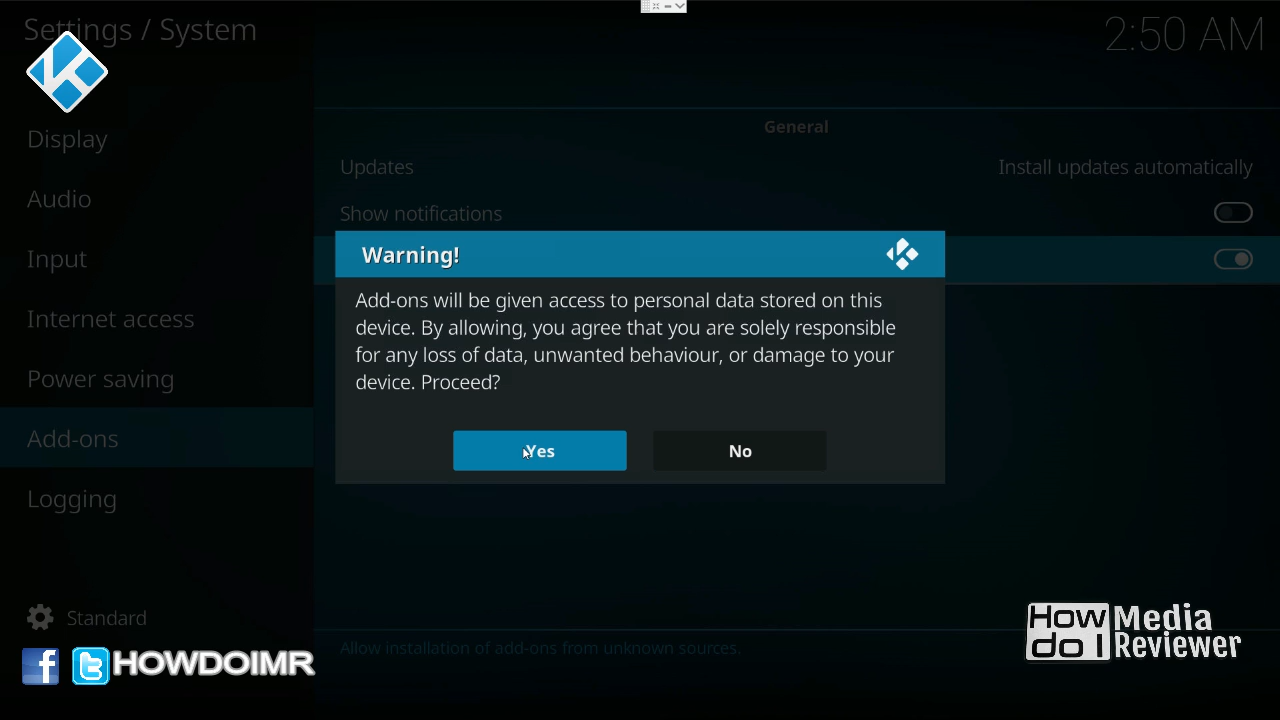 Settings / System
2:50 AM
Display
Audio
Input
Internet access
Power saving
Add-ons
Logging
Standard
General
Updates
Install updates automatically
Show notifications
Warning!
Add-ons will be given access to personal data stored on this
device. By allowing, you agree that you are solely responsible
for any loss of data, unwanted behaviour, or damage to your
device. Proceed?
Yes
No
Allow installation of add-ons from unknown sources.
HOWDOIMR
How Media
do I Reviewer